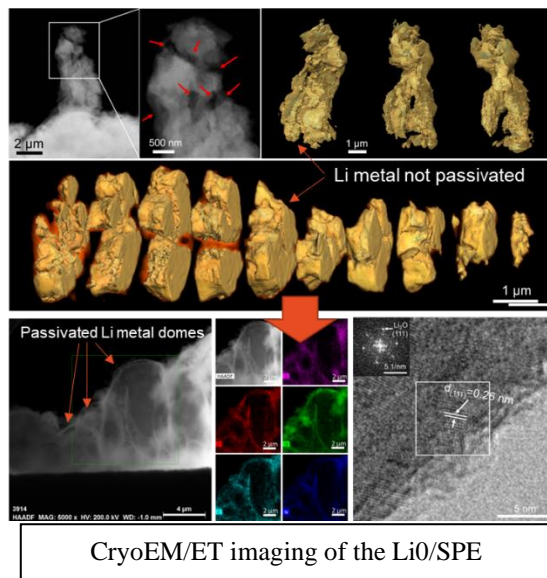 2 μm
500 nm
1 μm
Li metal not passivated
1 μm
Passivated Li metal domes
3914
HAADF MAG: 5000 x HV: 200.0 kV WD: -1.0 mm
4 μm
HAADF
2 μm
2 μm
2 μm
2 μm
2 μm
2 μm
Li₂O
(111)
5.1/nm
d(111)=0.26 nm
5 nm
CryoEM/ET imaging of the Li0/SPE